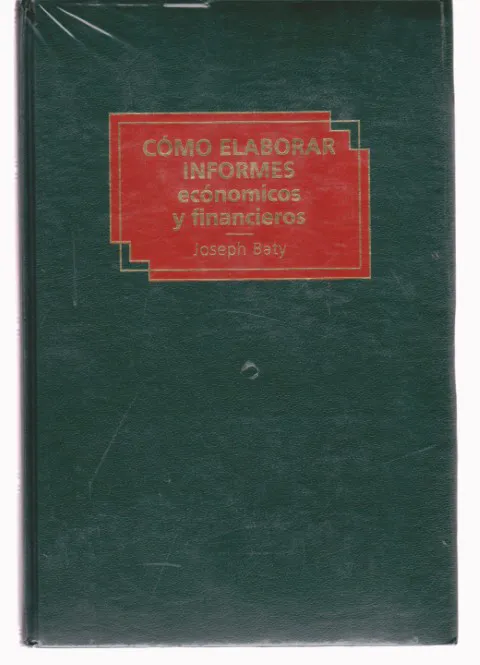 CÓMO ELABORAR
INFORMES
ecónomicos
y financieros
Joseph Baty